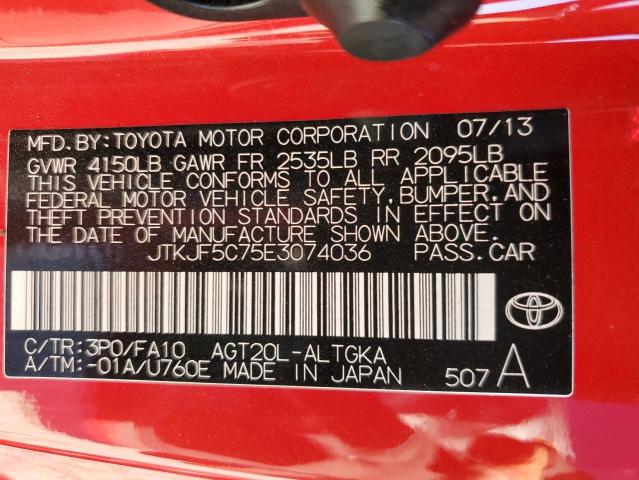 MFD. BY: TOYOTA MOTOR CORPORATION 07/13
GVWR 4150LB GAWR FR 2535LB RR 2095LB
THIS VEHICLE CONFORMS TO ALL APPLICABLE
FEDERAL MOTOR VEHICLE SAFETY, BUMPER, AND
THEFT PREVENTION STANDARDS IN EFFECT ON
THE DATE OF MANUFACTURE SHOWN ABOVE.
JTKJF5C75E3074036 PASS. CAR
C/TR: 3P0/FA10 AGT20L-ALTGKA
A/TM: -01A/U760E MADE IN JAPAN 507 A